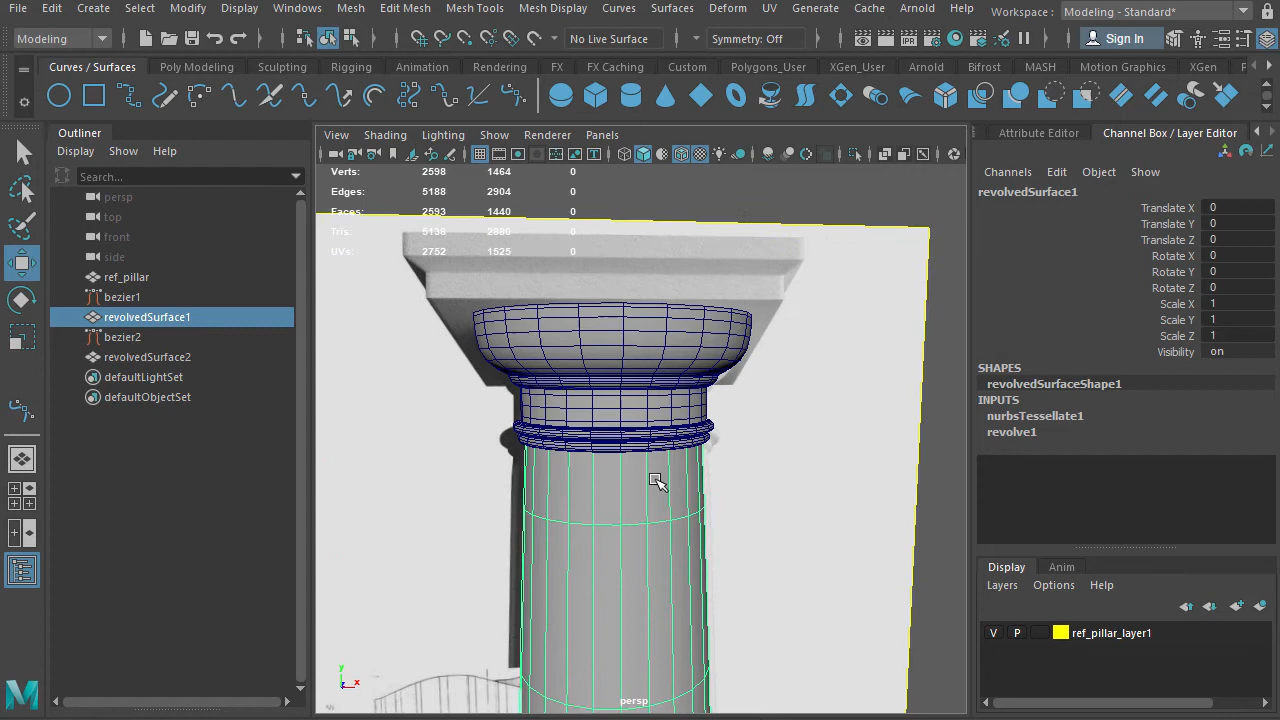 File Edit Create Select Modify Display Windows Mesh Edit Mesh Mesh Tools Mesh Display Curves Surfaces Deform UV Generate Cache Arnold Help Workspace : Modeling - Standard*
Modeling No Live Surface Symmetry: Off Sign In
Curves / Surfaces Poly Modeling Sculpting Rigging Animation Rendering FX FX Caching Custom Polygons_User XGen_User Arnold Bifrost MASH Motion Graphics XGen
Outliner
Display Show Help
Search...
persp
top
front
side
ref_pillar
bezier1
revolvedSurface1
bezier2
revolvedSurface2
defaultLightSet
defaultObjectSet
View Shading Lighting Show Renderer Panels
Verts: 2598 1464 0
Edges: 5188 2904 0
Faces: 2593 1440 0
Tris: 5138 2880 0
UVs: 2752 1525 0
y
z x
persp
Attribute Editor Channel Box / Layer Editor
Channels Edit Object Show
revolvedSurface1
Translate X 0
Translate Y 0
Translate Z 0
Rotate X 0
Rotate Y 0
Rotate Z 0
Scale X 1
Scale Y 1
Scale Z 1
Visibility on
SHAPES
revolvedSurfaceShape1
INPUTS
nurbsTessellate1
revolve1
Display Anim
Layers Options Help
V P ref_pillar_layer1